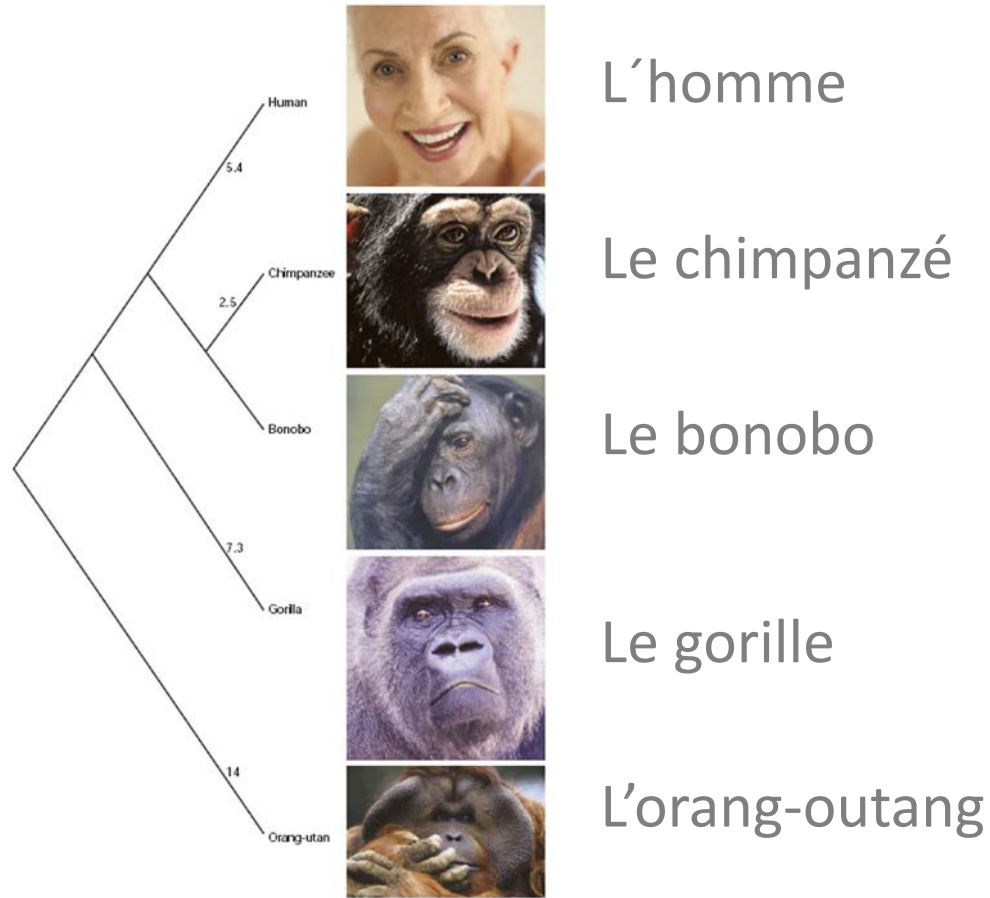 L´homme
Human
5.4
Le chimpanzé
Chimpanzee
2.5
Le bonobo
Bonobo
7.3
Gorilla
Le gorille
14
L’orang-outang
Orang-utan